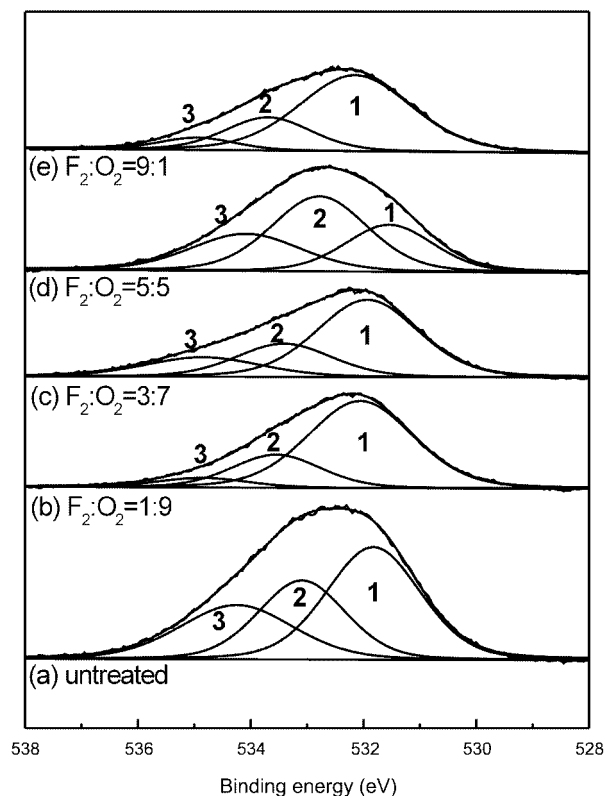 3 2 1
(e) F₂:O₂=9:1
3 2 1
(d) F₂:O₂=5:5
3 2 1
(c) F₂:O₂=3:7
3 2 1
(b) F₂:O₂=1:9
3 2 1
(a) untreated
538 536 534 532 530 528
Binding energy (eV)